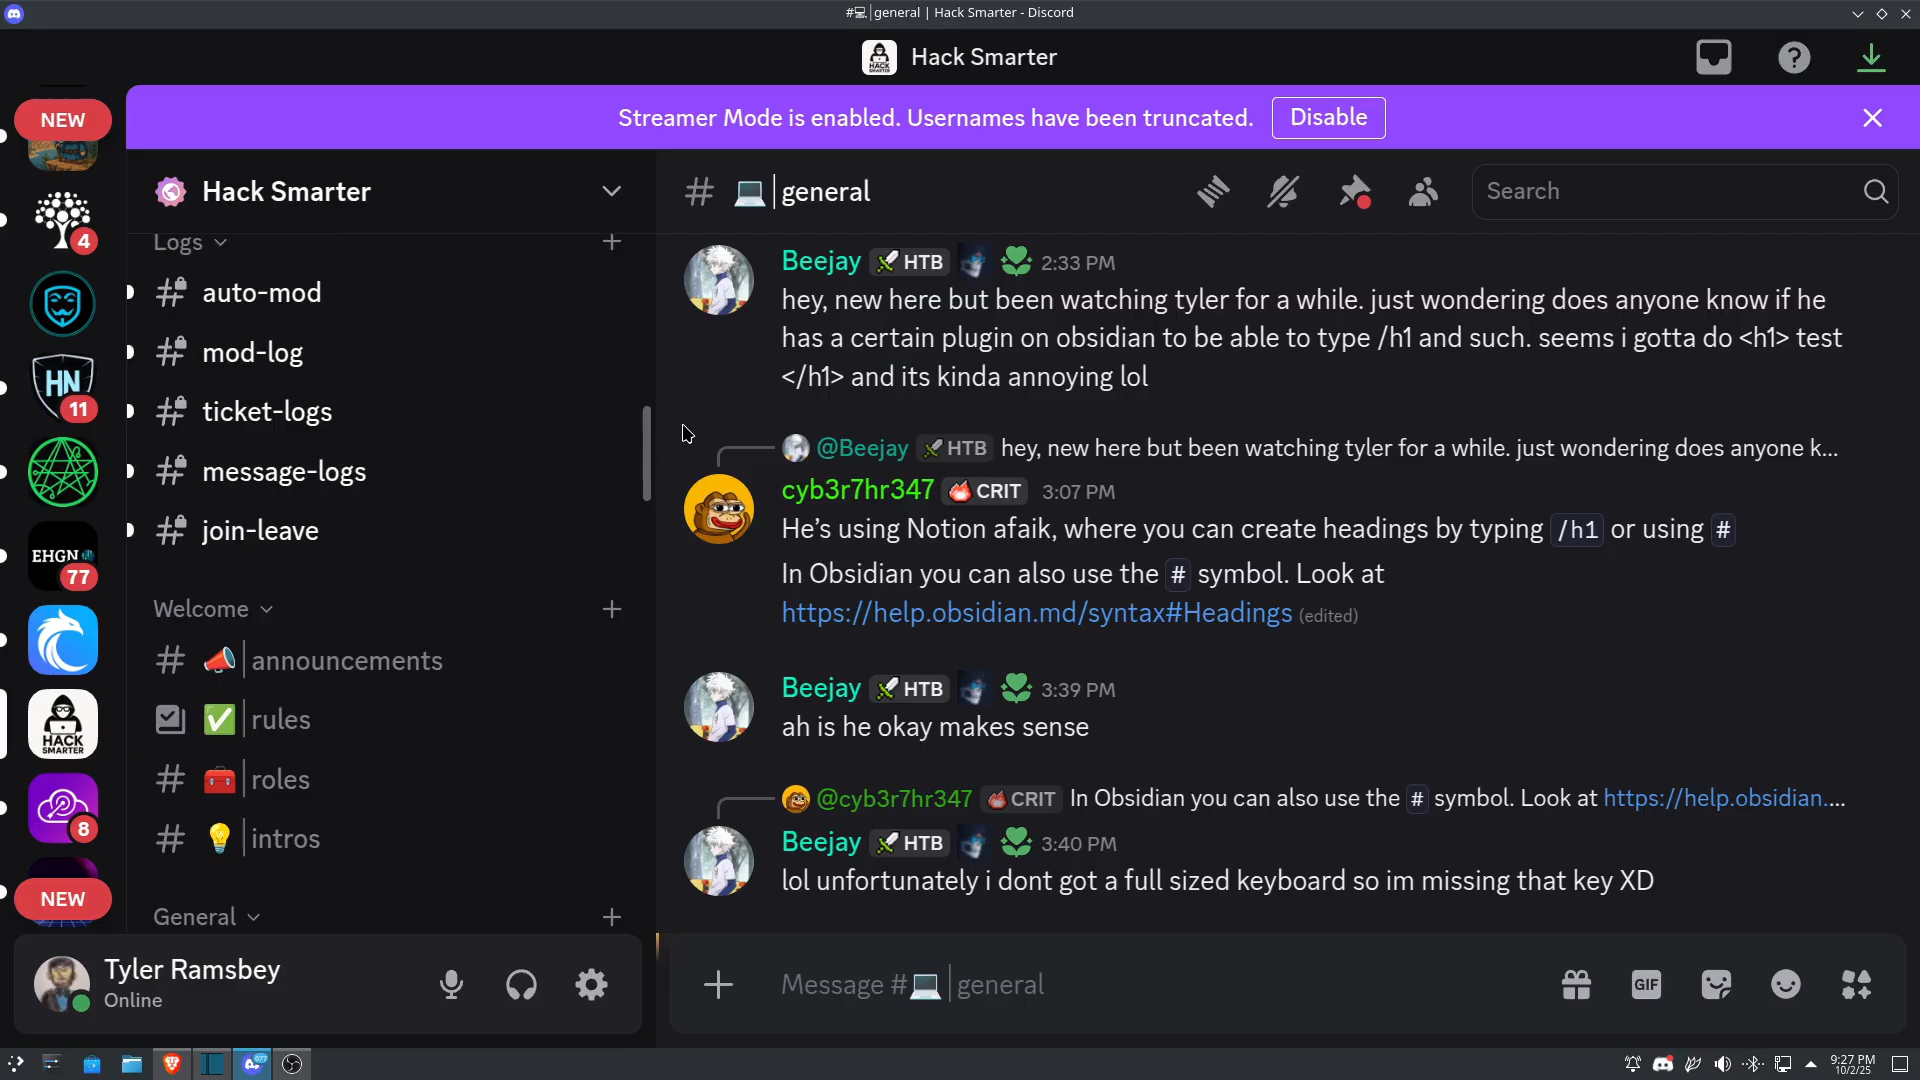 #💻│general | Hack Smarter - Discord
HACK SMARTER Hack Smarter
Streamer Mode is enabled. Usernames have been truncated. Disable
NEW
4
HN
11
EHGN
77
HACK
SMARTER
8
NEW
Hack Smarter
Logs
auto-mod
mod-log
ticket-logs
message-logs
join-leave
Welcome
📣│announcements
✅│rules
🧰│roles
💡│intros
General
Tyler Ramsbey
Online
# 💻│general
Search
Beejay HTB 2:33 PM
hey, new here but been watching tyler for a while. just wondering does anyone know if he
has a certain plugin on obsidian to be able to type /h1 and such. seems i gotta do <h1> test
</h1> and its kinda annoying lol
@Beejay HTB hey, new here but been watching tyler for a while. just wondering does anyone k...
cyb3r7hr347 CRIT 3:07 PM
He’s using Notion afaik, where you can create headings by typing /h1 or using #
In Obsidian you can also use the # symbol. Look at
https://help.obsidian.md/syntax#Headings (edited)
Beejay HTB 3:39 PM
ah is he okay makes sense
@cyb3r7hr347 CRIT In Obsidian you can also use the # symbol. Look at https://help.obsidian....
Beejay HTB 3:40 PM
lol unfortunately i dont got a full sized keyboard so im missing that key XD
Message #💻│general
GIF
677
9:27 PM
10/2/25